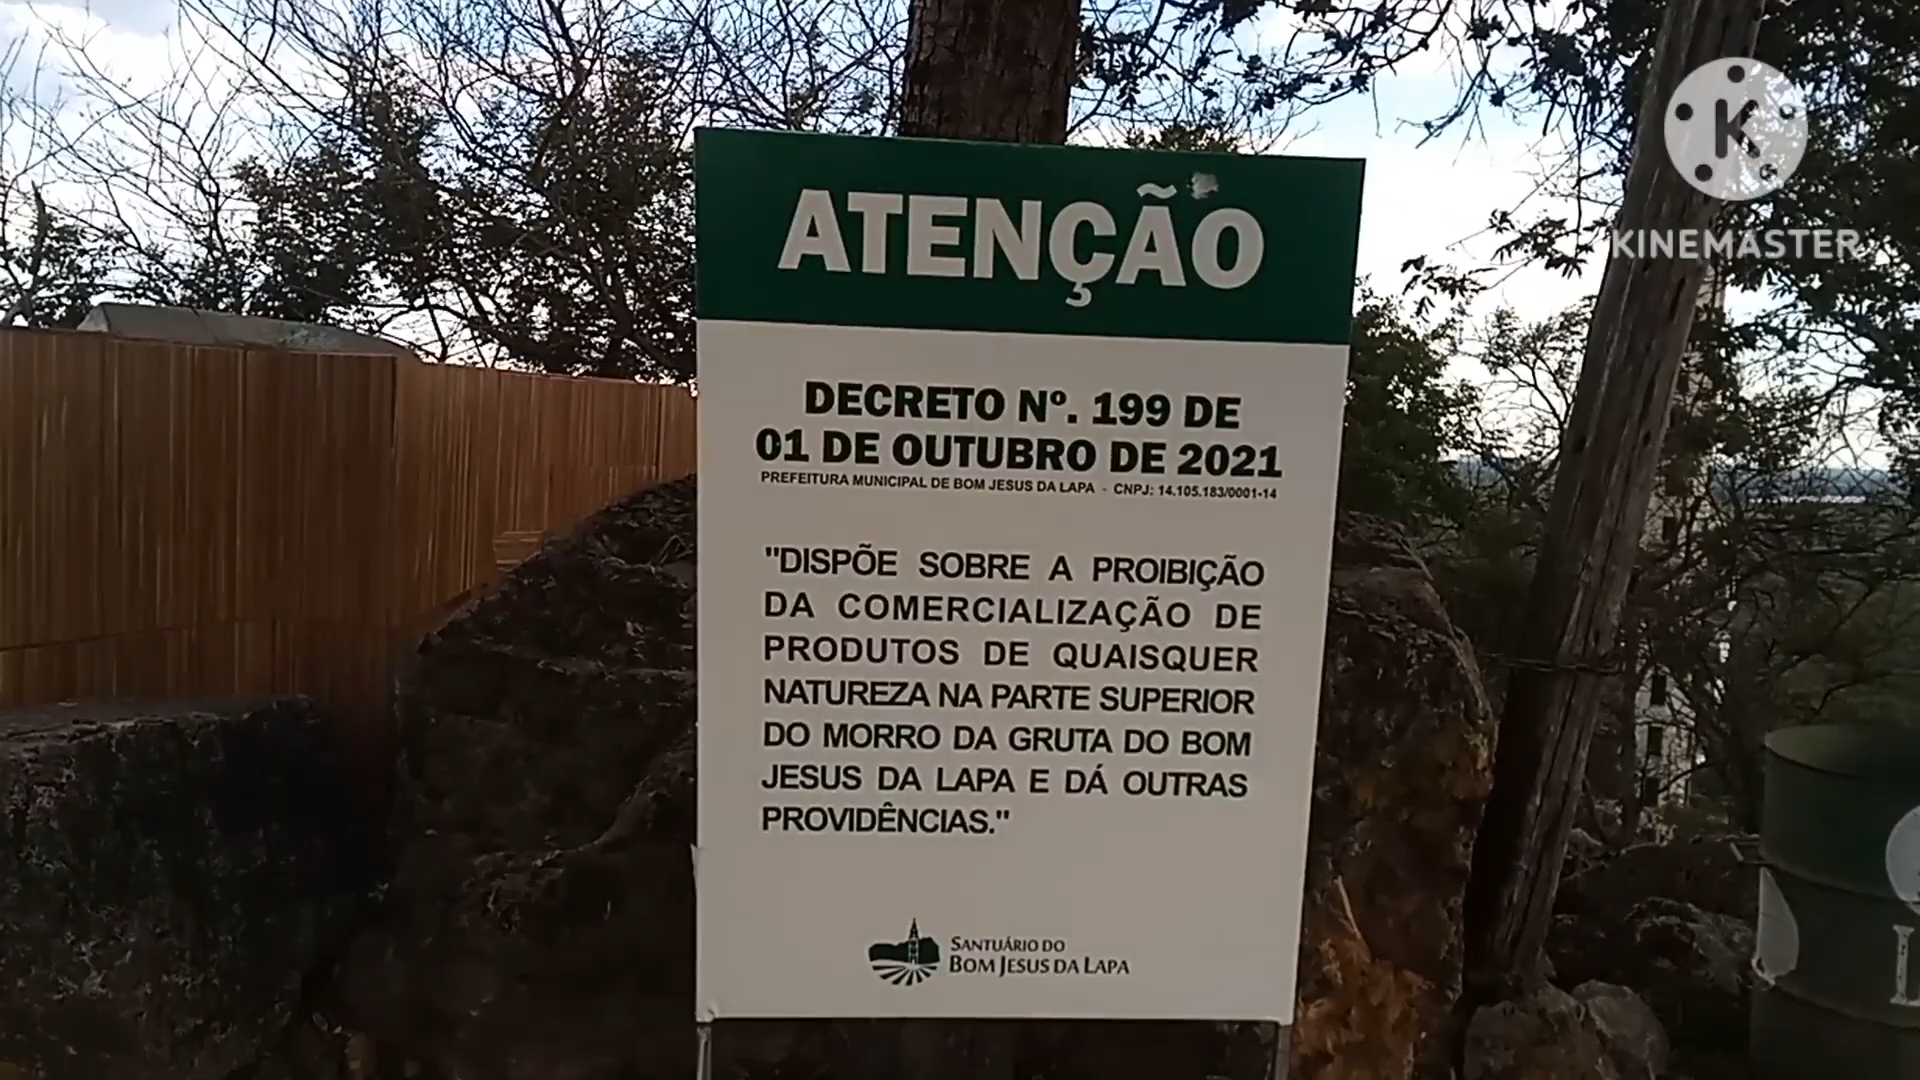 K
KINEMASTER
ATENÇÃO
DECRETO Nº. 199 DE
01 DE OUTUBRO DE 2021
PREFEITURA MUNICIPAL DE BOM JESUS DA LAPA - CNPJ: 14.105.183/0001-14
"DISPÕE SOBRE A PROIBIÇÃO
DA COMERCIALIZAÇÃO DE
PRODUTOS DE QUAISQUER
NATUREZA NA PARTE SUPERIOR
DO MORRO DA GRUTA DO BOM
JESUS DA LAPA E DÁ OUTRAS
PROVIDÊNCIAS."
SANTUÁRIO DO
BOM JESUS DA LAPA